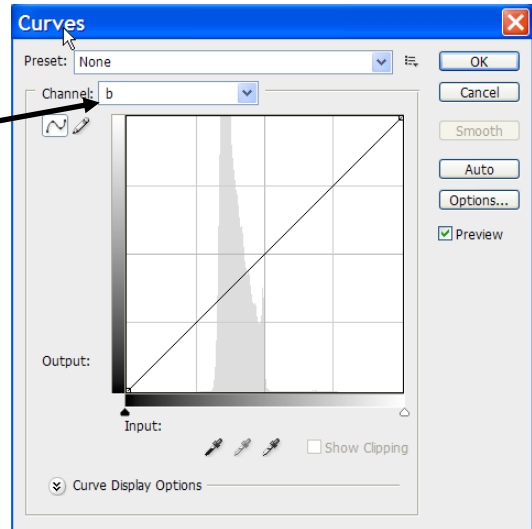 Curves
Preset: None
OK
Channel: b
Cancel
Smooth
Auto
Options...
Preview
Output:
Input:
Show Clipping
Curve Display Options